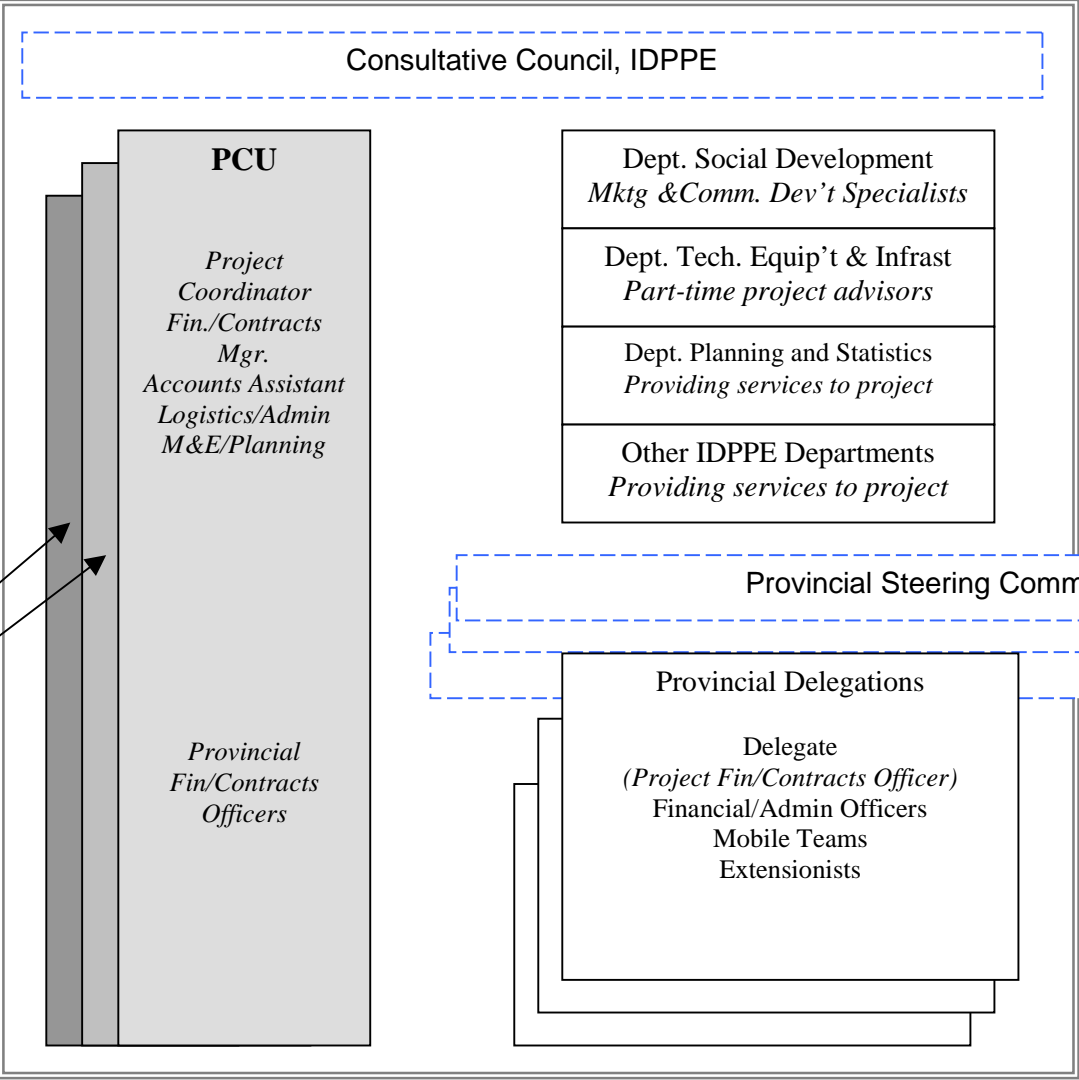 Consultative Council, IDPPE
PCU
Project
Coordinator
Fin./Contracts
Mgr.
Accounts Assistant
Logistics/Admin
M&E/Planning
Provincial
Fin/Contracts
Officers
Dept. Social Development
Mktg &Comm. Dev’t Specialists
Dept. Tech. Equip’t & Infrast
Part-time project advisors
Dept. Planning and Statistics
Providing services to project
Other IDPPE Departments
Providing services to project
Provincial Steering Comm
Provincial Delegations
Delegate
(Project Fin/Contracts Officer)
Financial/Admin Officers
Mobile Teams
Extensionists